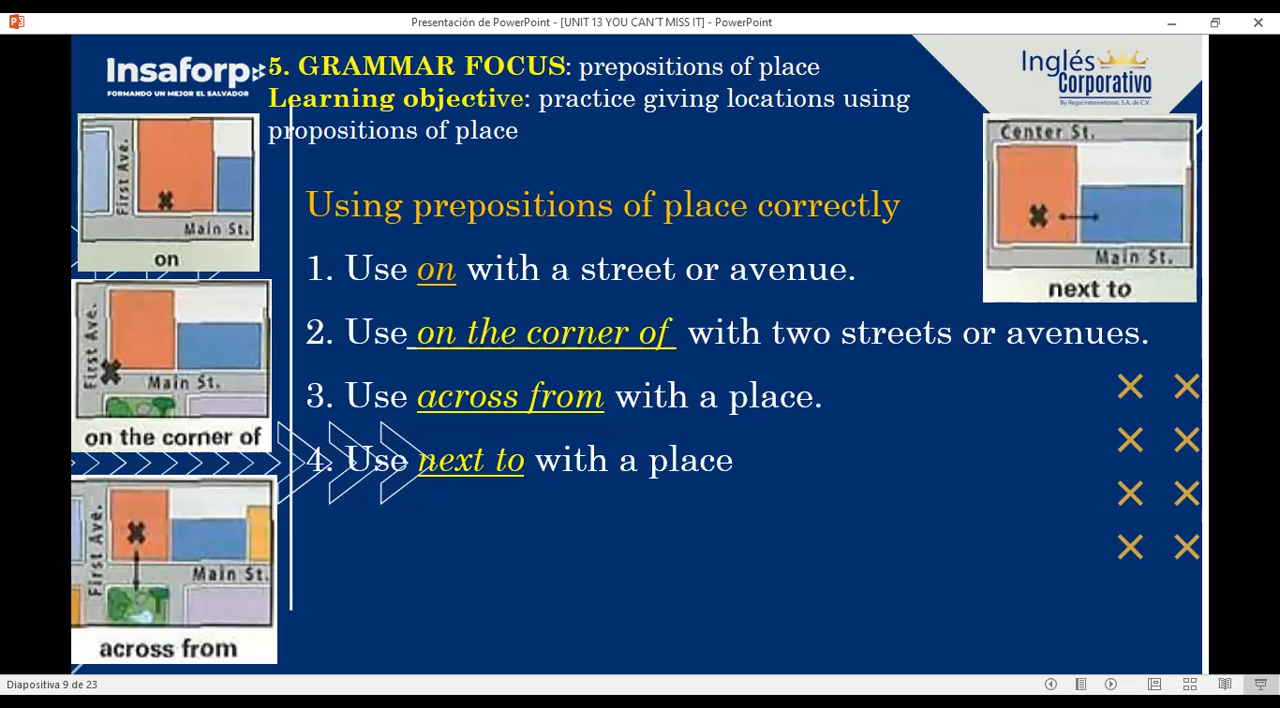 Presentación de PowerPoint - [UNIT 13 YOU CAN´T MISS IT] - PowerPoint
Insaforp
FORMANDO UN MEJOR EL SALVADOR
5. GRAMMAR FOCUS: prepositions of place
Learning objective: practice giving locations using
propositions of place
Inglés
Corporativo
By Regal International, S.A. de C.V.
First Ave.
Main St.
on
First Ave.
Main St.
on the corner of
First Ave.
Main St.
across from
Center St.
Main St.
next to
Using prepositions of place correctly
1. Use on with a street or avenue.
2. Use on the corner of with two streets or avenues.
3. Use across from with a place.
4. Use next to with a place
Diapositiva 9 de 23